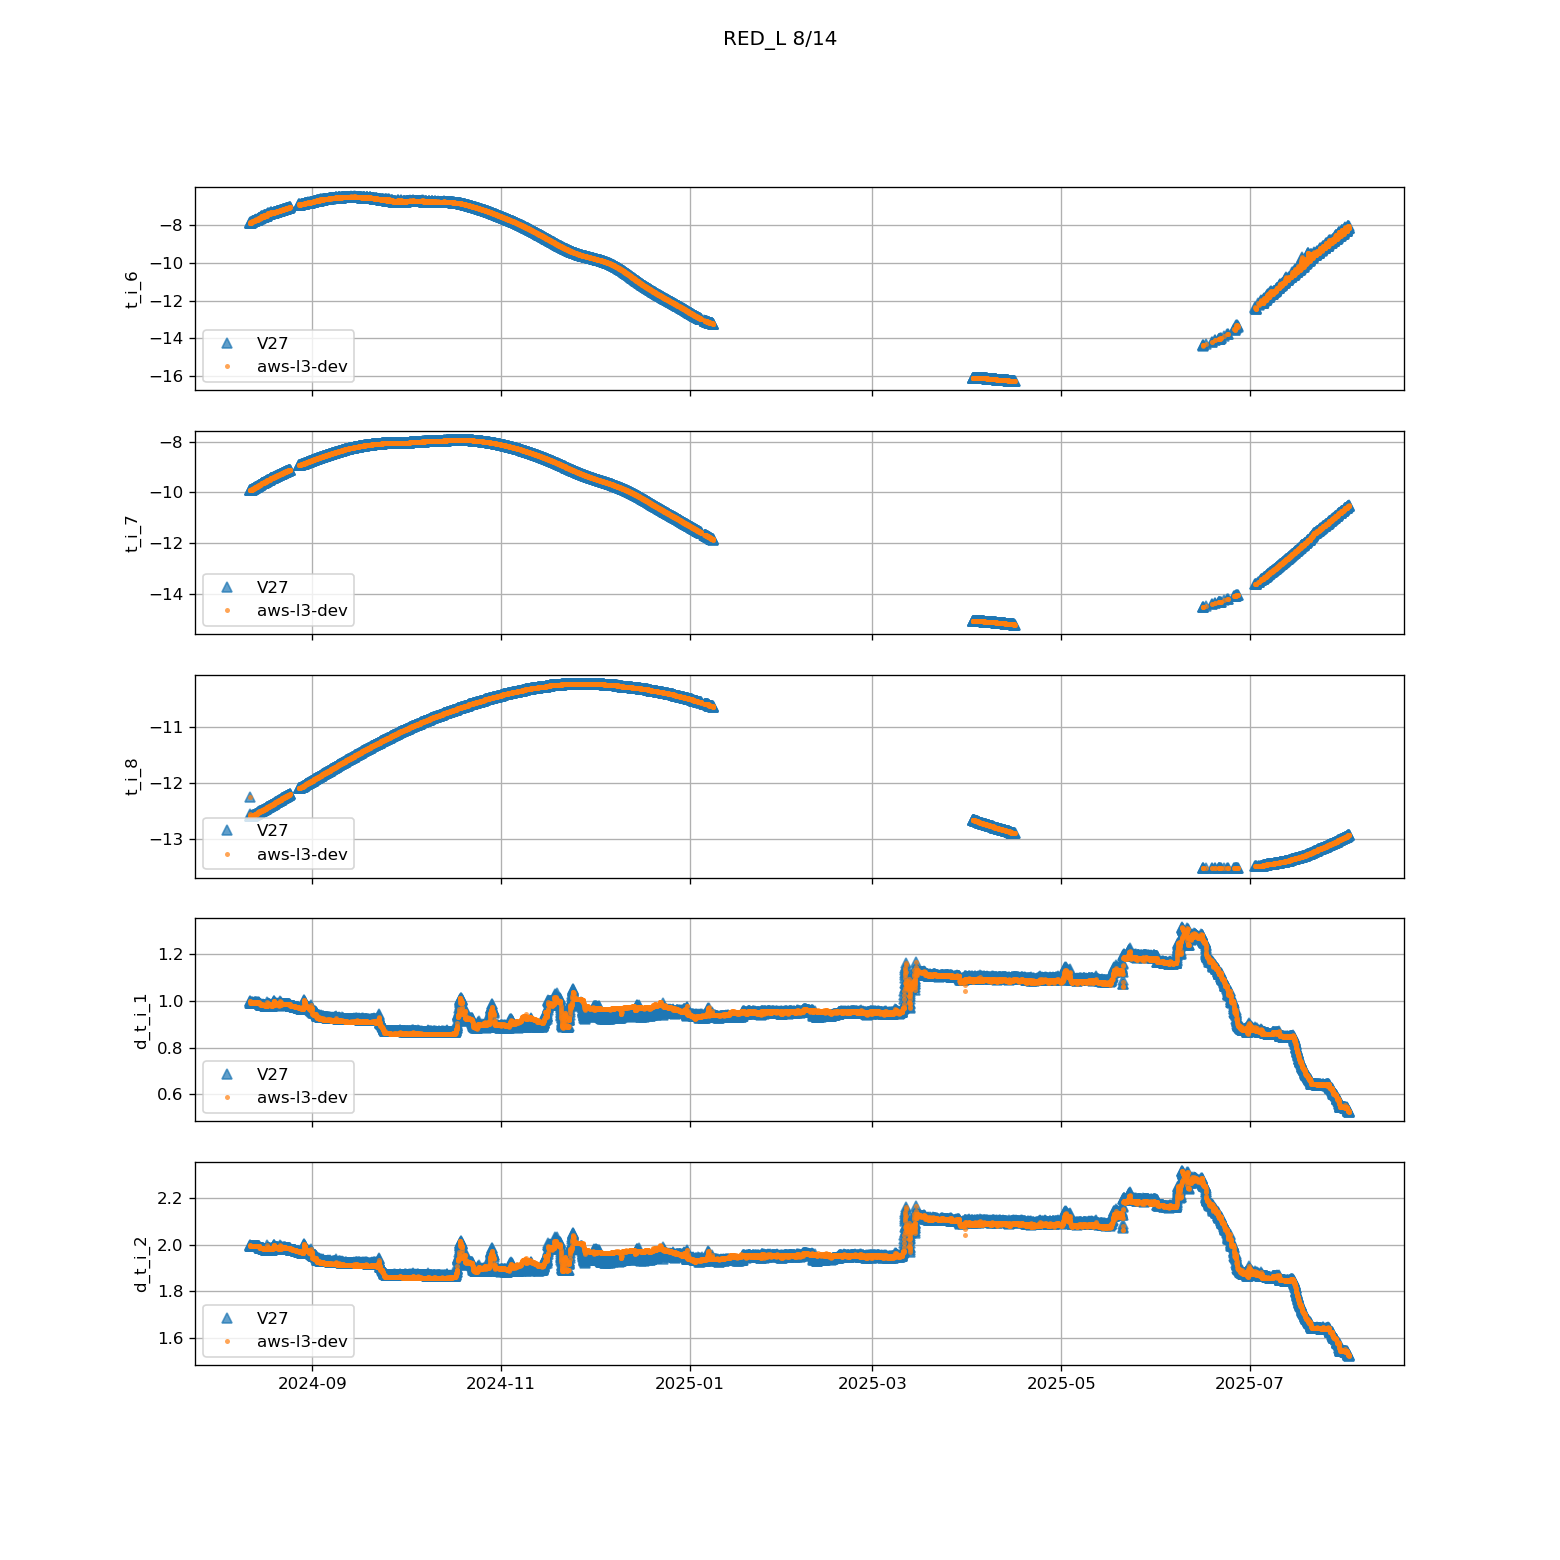 RED_L 8/14
t_i_6
−8
−10
−12
−14
−16
V27
aws-l3-dev
t_i_7
−8
−10
−12
−14
V27
aws-l3-dev
t_i_8
−11
−12
−13
V27
aws-l3-dev
d_t_i_1
1.2
1.0
0.8
0.6
V27
aws-l3-dev
d_t_i_2
2.2
2.0
1.8
1.6
V27
aws-l3-dev
2024-09 2024-11 2025-01 2025-03 2025-05 2025-07